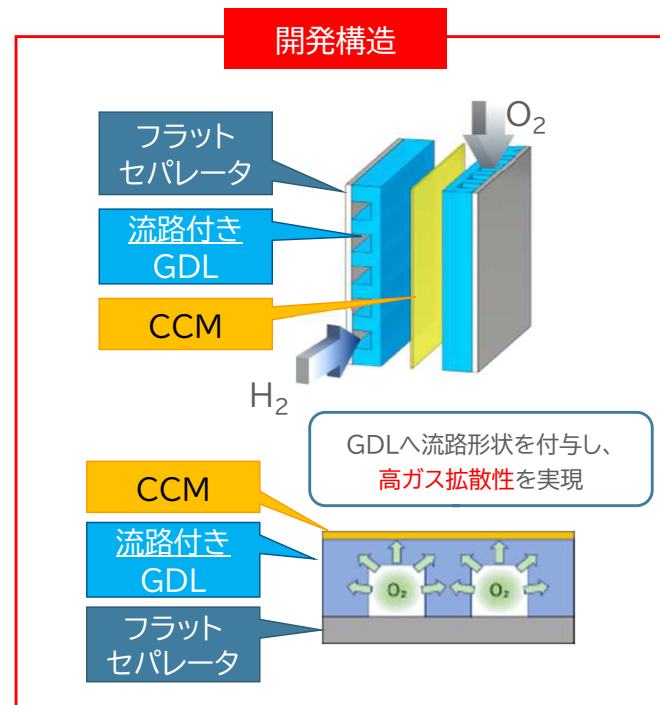 開発構造
フラット
セパレータ
流路付き
GDL
CCM
O₂
H₂
GDLへ流路形状を付与し、
高ガス拡散性を実現
CCM
流路付き
GDL
フラット
セパレータ
O₂
O₂